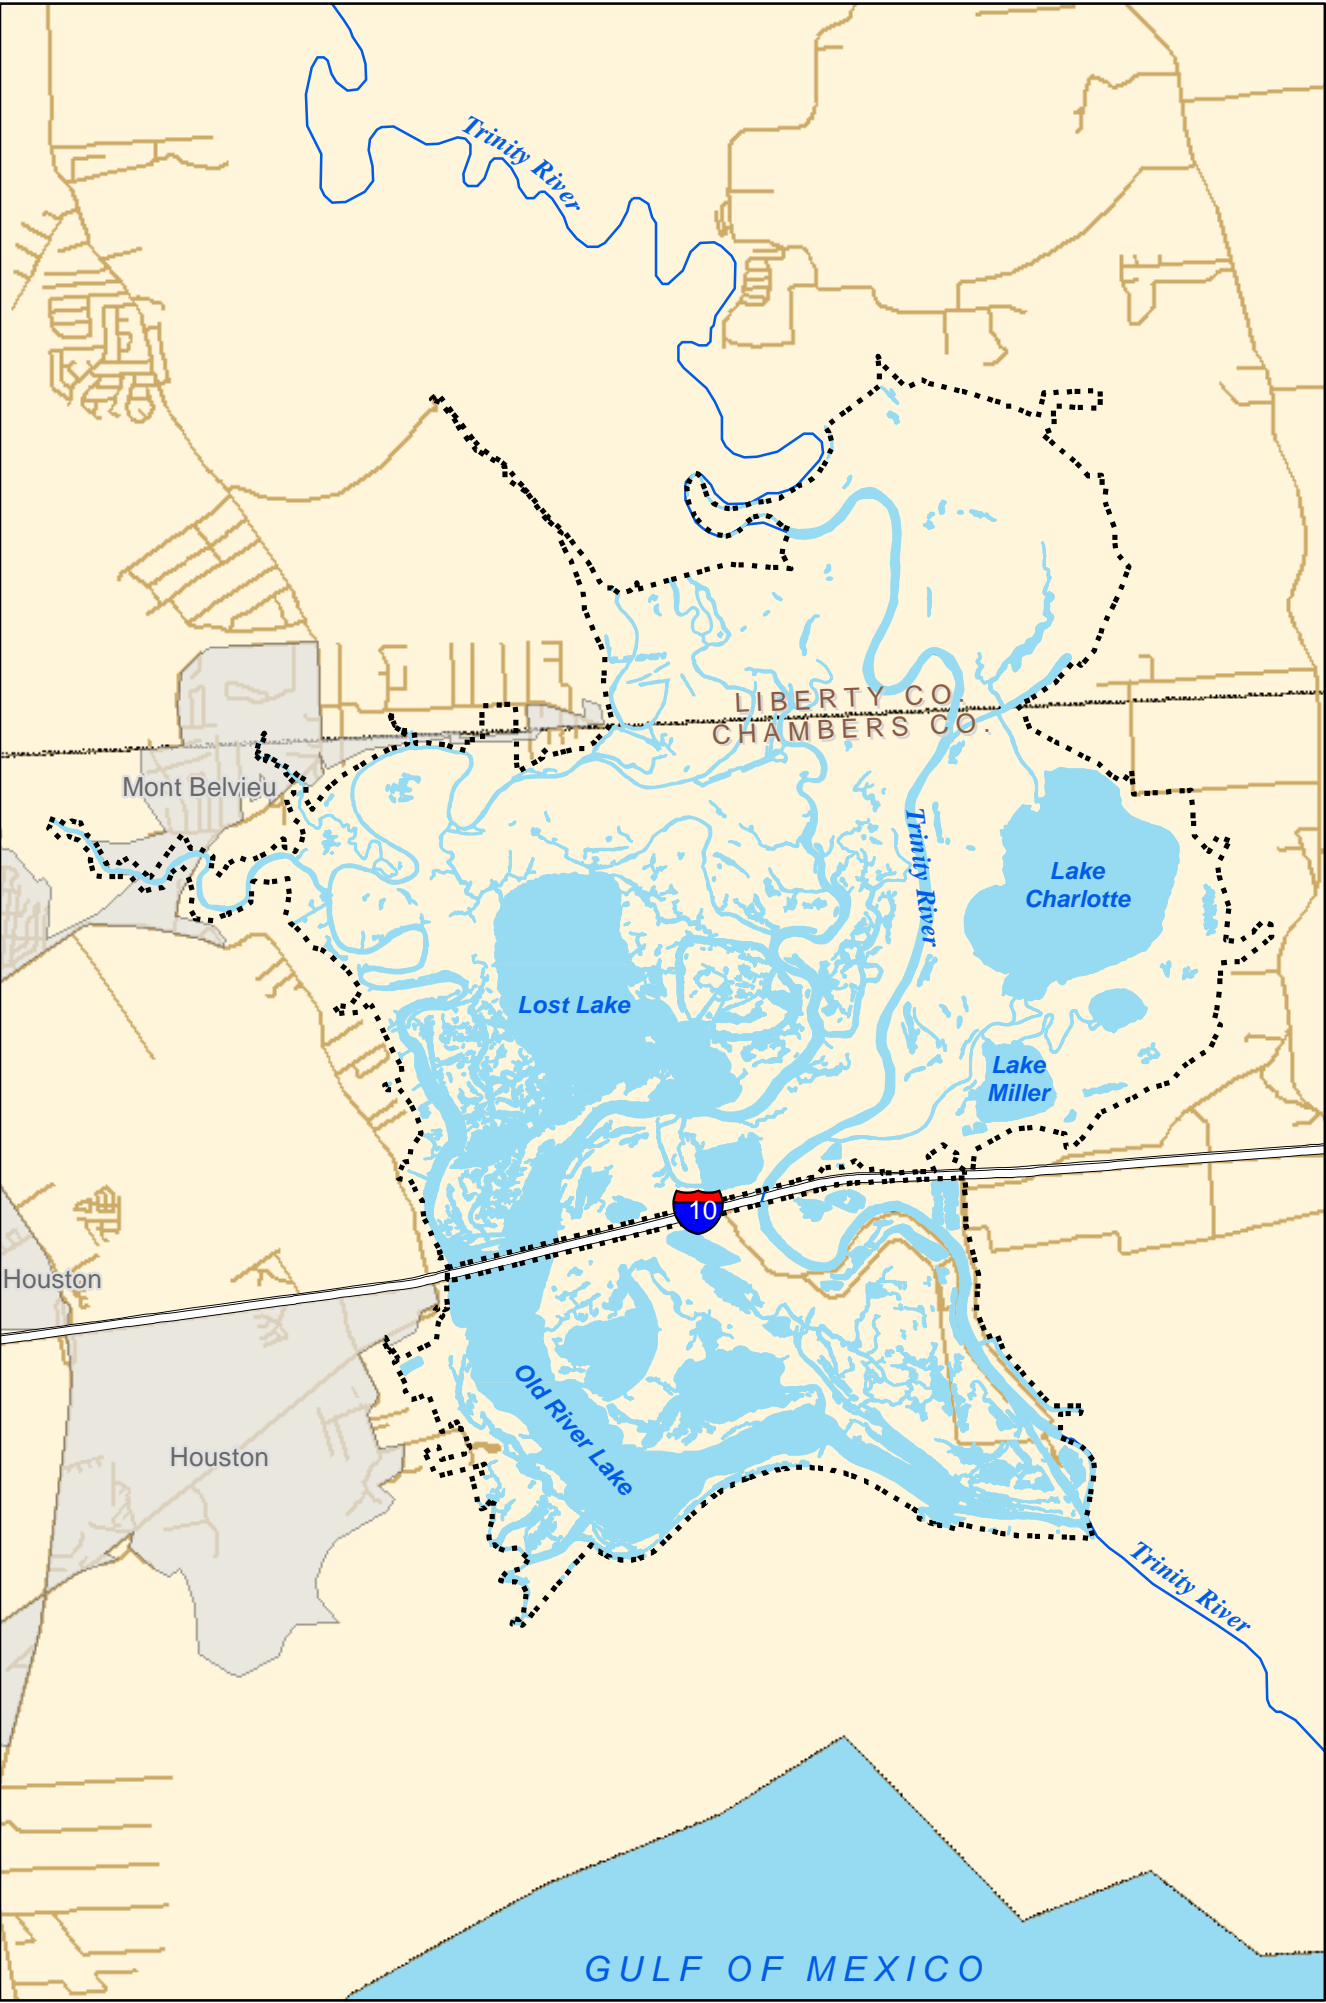 Trinity River
LIBERTY CO.
CHAMBERS CO.
Mont Belvieu
Trinity River
Lake
Charlotte
Lost Lake
Lake
Miller
10
Houston
Old River Lake
Houston
Trinity River
GULF OF MEXICO